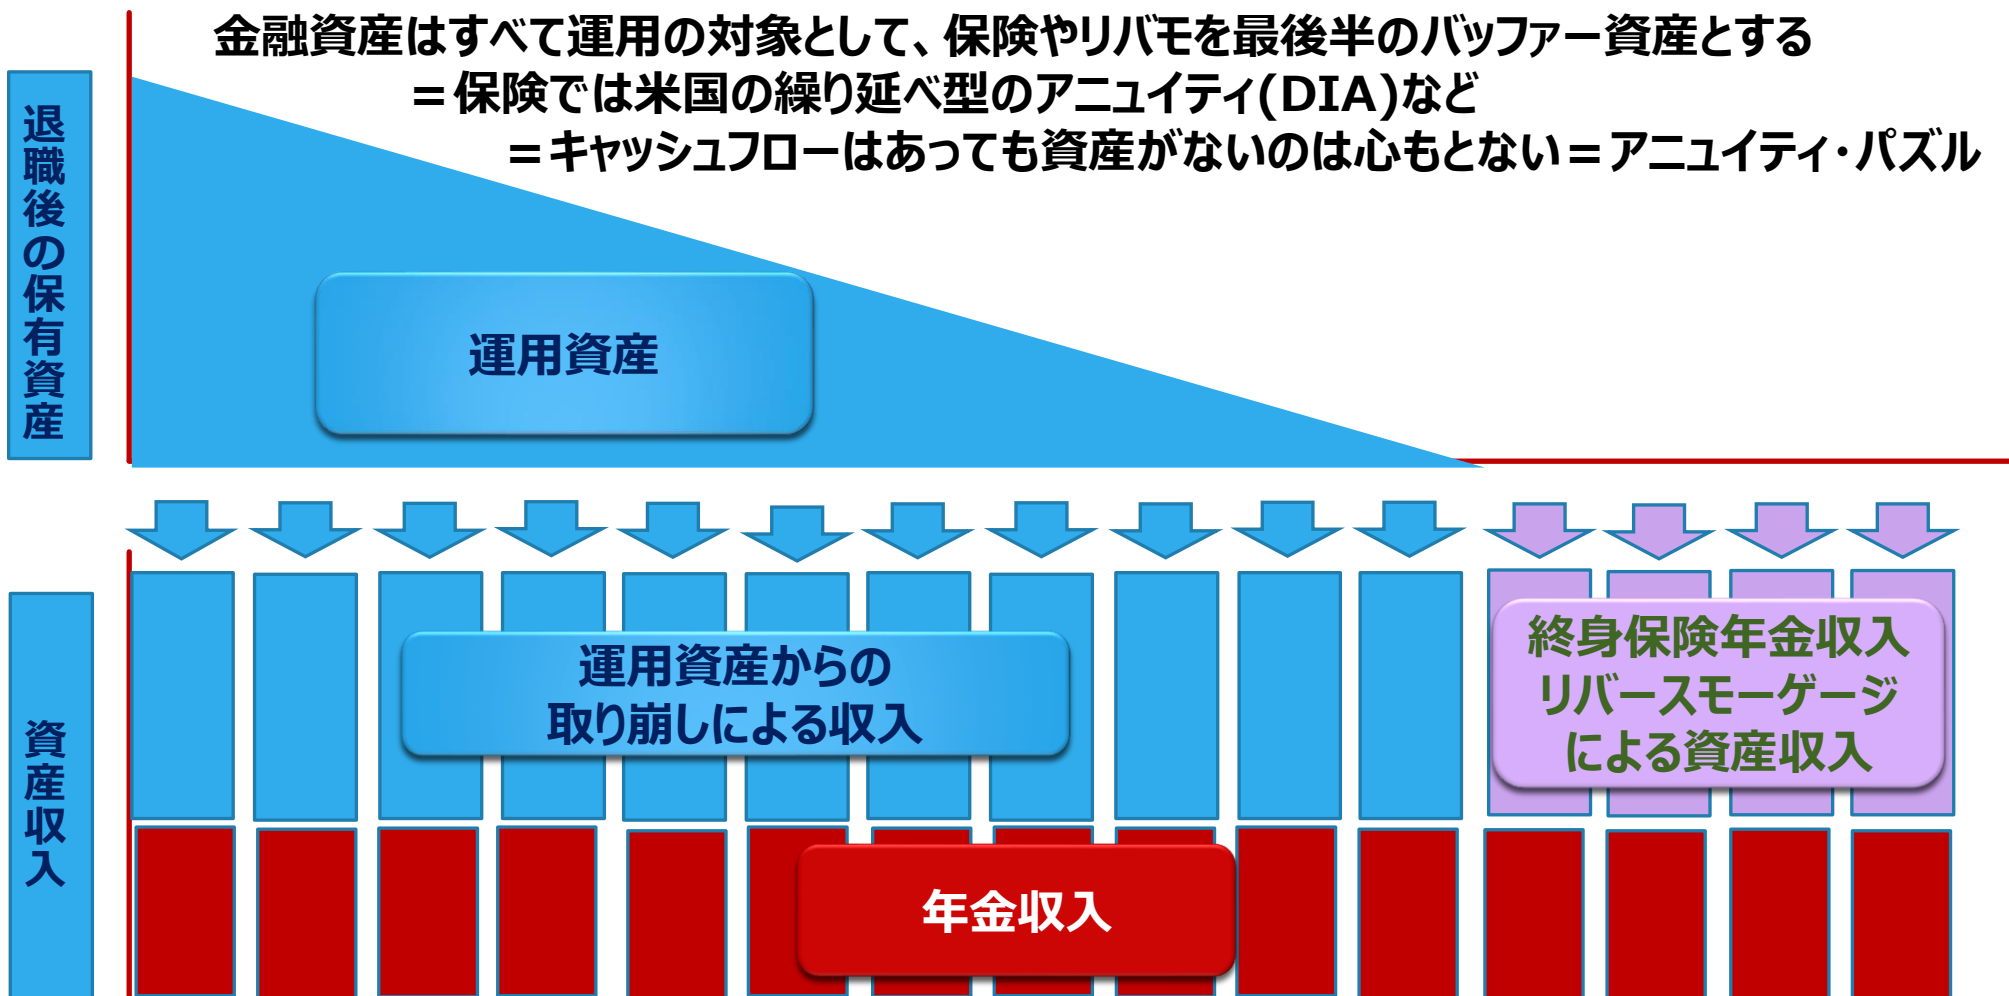 金融資産はすべて運用の対象として、保険やリバモを最後半のバッファー資産とする
=保険では米国の繰り延べ型のアニュイティ(DIA)など
=キャッシュフローはあっても資産がないのは心もとない=アニュイティ・パズル
退職後の保有資産
運用資産
資産収入
運用資産からの
取り崩しによる収入
終身保険年金収入
リバースモーゲージ
による資産収入
年金収入